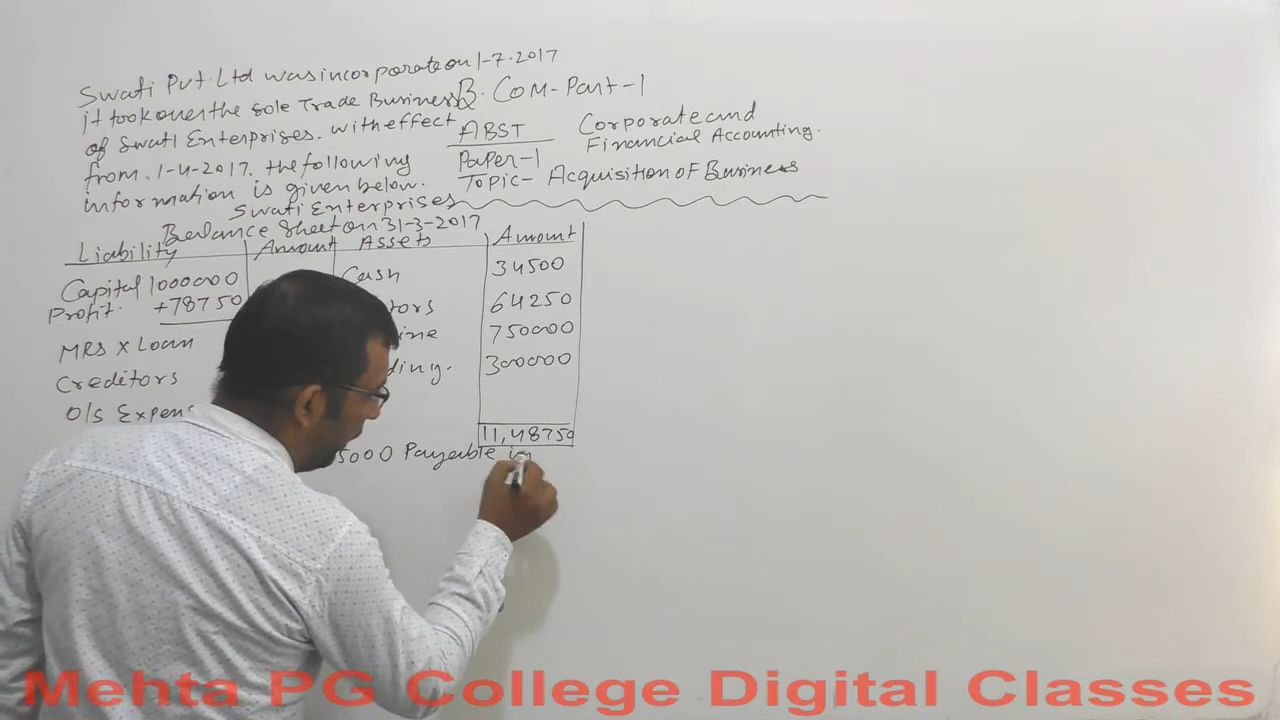 Swati Pvt. Ltd was incorporate on 1-7-2017
it took over the sole Trade Business
of Swati Enterprises. with effect
from. 1-4-2017. the following
information is given below.
B. Com-Part-1
ABST
Paper-1
Corporate and
Financial Accounting.
Topic- Acquisition of Business
Swati Enterprises
Balance Sheet on 31-3-2017
Liability Amount Assets Amount
Capital 1000000 Cash 34500
Profit. +78750 tors 64250
MRS X Loan ine 750000
Creditors ding. 300000
O/S Expens
11,48750
5000 Payable in
Mehta PG College Digital Classes